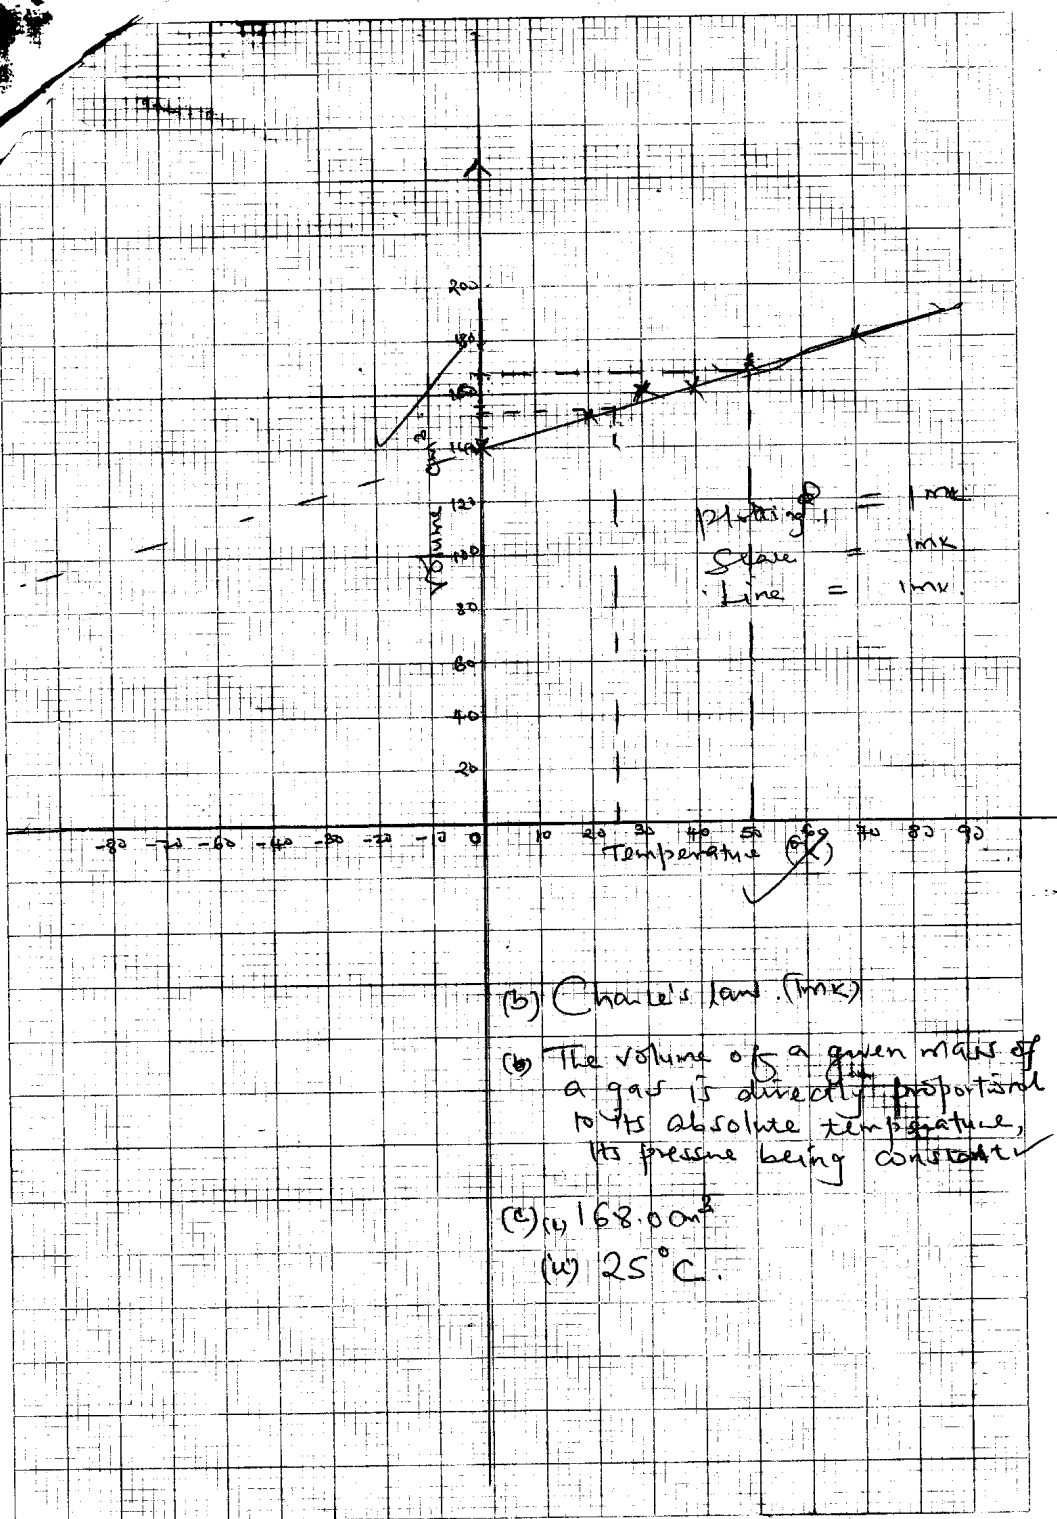 200
180
160
140
120
100
80
60
40
20
Volume cm³
-80 -70 -60 -40 -30 -20 -10 0 10 20 30 40 50 60 70 80 90
Temperature
Plotting = 1mk
Scale = 1mk
Line = 1mk.
(b) Charle's law. (1mk)
The volume of a given mass of
a gas is directly proportional
to its absolute temperature,
its pressure being constant
(c) (i) 168.0 cm³
(ii) 25°C.